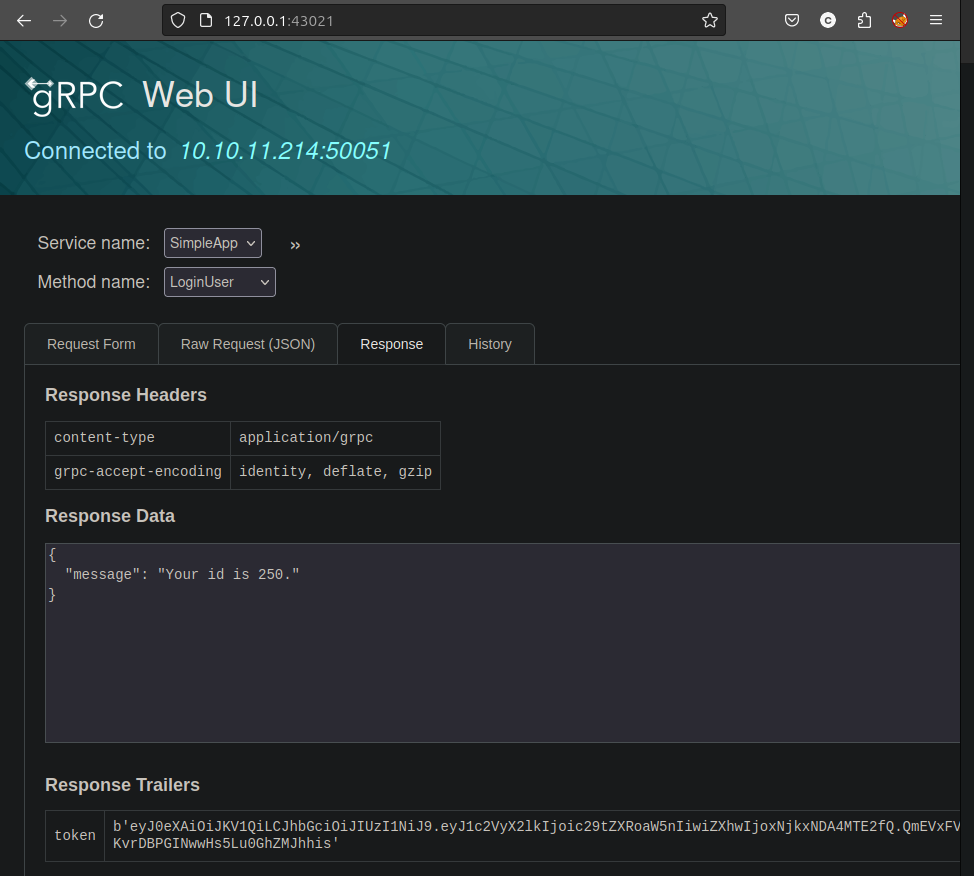 127.0.0.1:43021
gRPC Web UI
Connected to 10.10.11.214:50051
Service name: SimpleApp »
Method name: LoginUser
Request Form Raw Request (JSON) Response History
Response Headers
content-type application/grpc
grpc-accept-encoding identity, deflate, gzip
Response Data
{
"message": "Your id is 250."
}
Response Trailers
token b'eyJ0eXAiOiJKV1QiLCJhbGciOiJIUzI1NiJ9.eyJ1c2VyX2lkIjoic29tZXRoaW5nIiwiZXhwIjoxNjkxNDA4MTE2fQ.QmEVxFV
KvrDBPGINwwHs5Lu0GhZMJhhis'